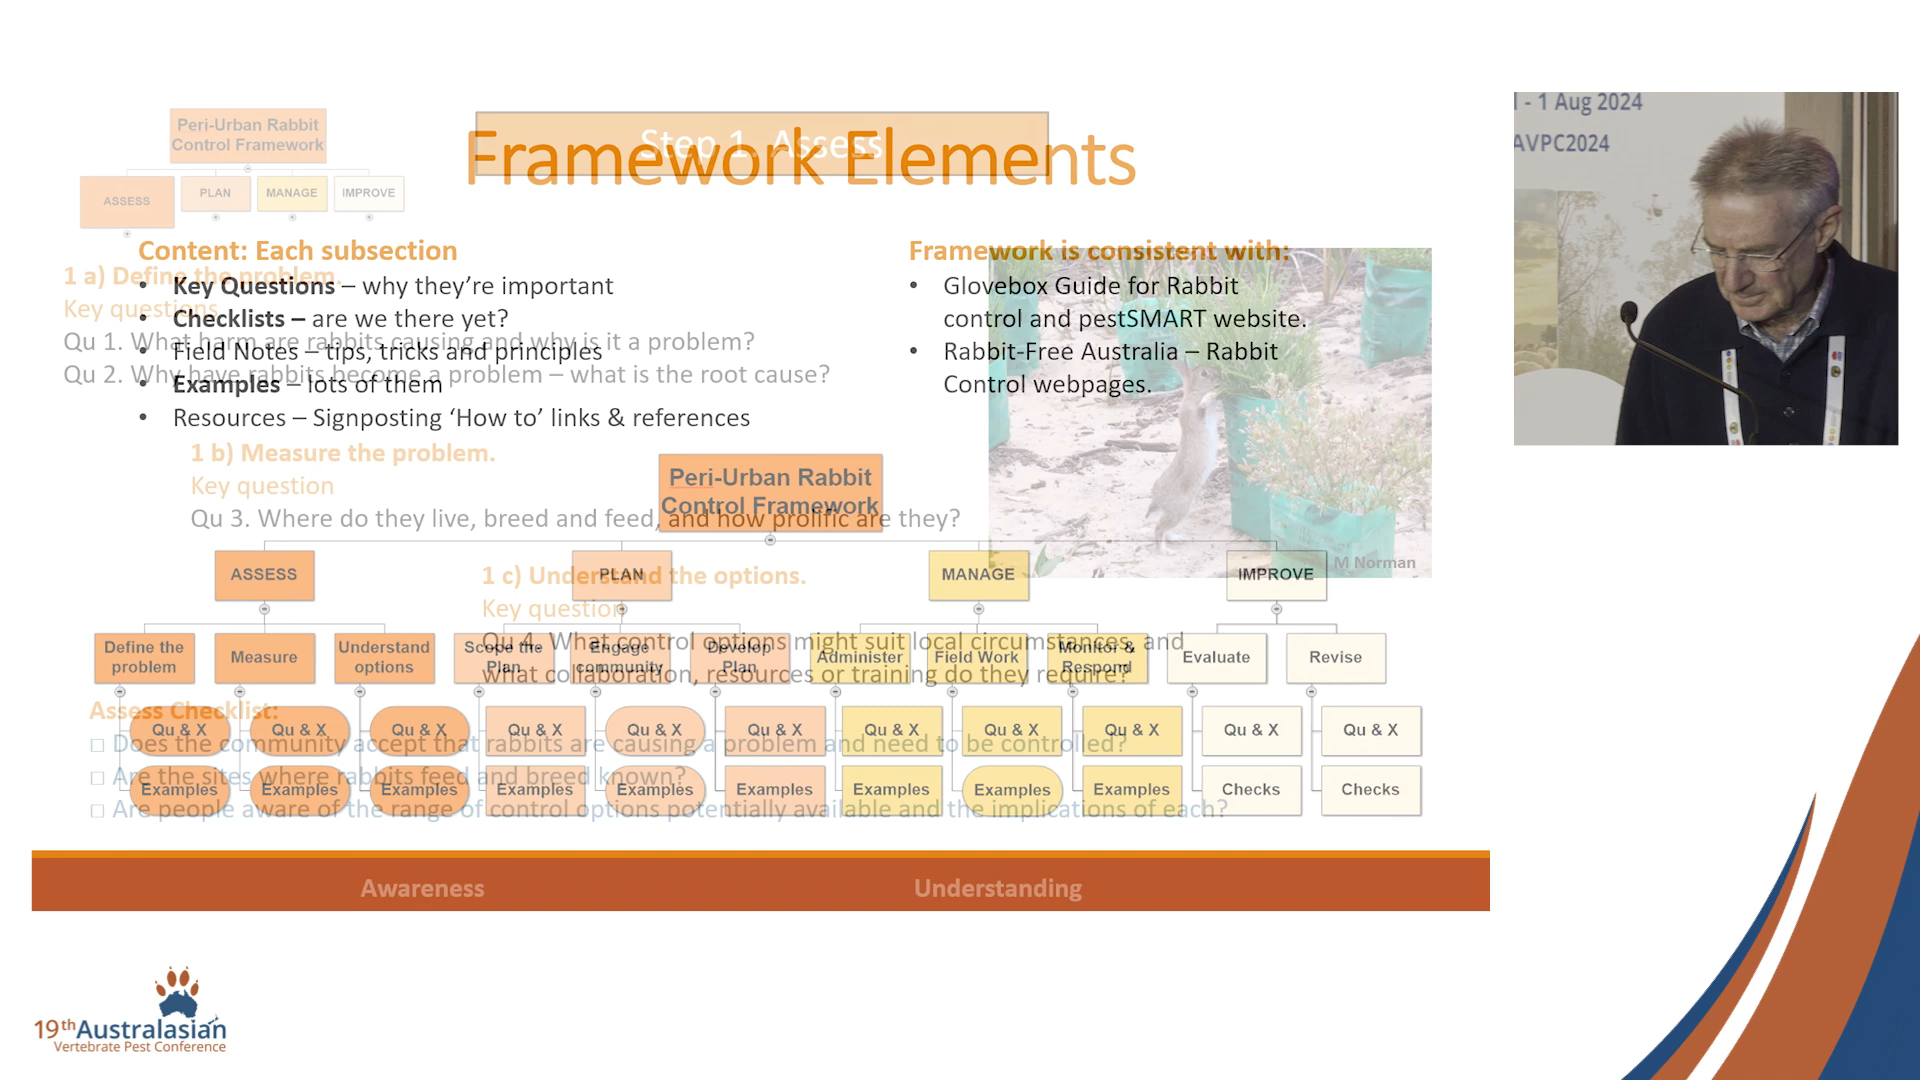 Framework Elements
Content: Each subsection
• Key Questions – why they’re important
• Checklists – are we there yet?
• Field Notes – tips, tricks and principles
• Examples – lots of them
• Resources – Signposting ‘How to’ links & references
Framework is consistent with:
• Glovebox Guide for Rabbit
control and pestSMART website.
• Rabbit-Free Australia – Rabbit
Control webpages.
Peri-Urban Rabbit
Control Framework
ASSESS PLAN MANAGE IMPROVE
Define the
problem
Measure
Understand
options
Scope the
Plan
Engage
community
Develop
Plan
Administer
Field Work
Monitor &
Respond
Evaluate
Revise
Qu & X Qu & X Qu & X Qu & X Qu & X Qu & X Qu & X Qu & X Qu & X Qu & X Qu & X
Examples Examples Examples Examples Examples Examples Examples Examples Examples Checks Checks
Peri-Urban Rabbit
Control Framework
ASSESS PLAN MANAGE IMPROVE
Step 1. Assess
1 a) Define the problem.
Key questions
Qu 1. What harm are rabbits causing and why is it a problem?
Qu 2. Why have rabbits become a problem – what is the root cause?
1 b) Measure the problem.
Key question
Qu 3. Where do they live, breed and feed, and how prolific are they?
1 c) Understand the options.
Key question
Qu 4. What control options might suit local circumstances, and
what collaboration, resources or training do they require?
M Norman
Assess Checklist:
□ Does the community accept that rabbits are causing a problem and need to be controlled?
□ Are the sites where rabbits feed and breed known?
□ Are people aware of the range of control options potentially available and the implications of each?
Awareness Understanding
- 1 Aug 2024
AVPC2024
19th Australasian
Vertebrate Pest Conference